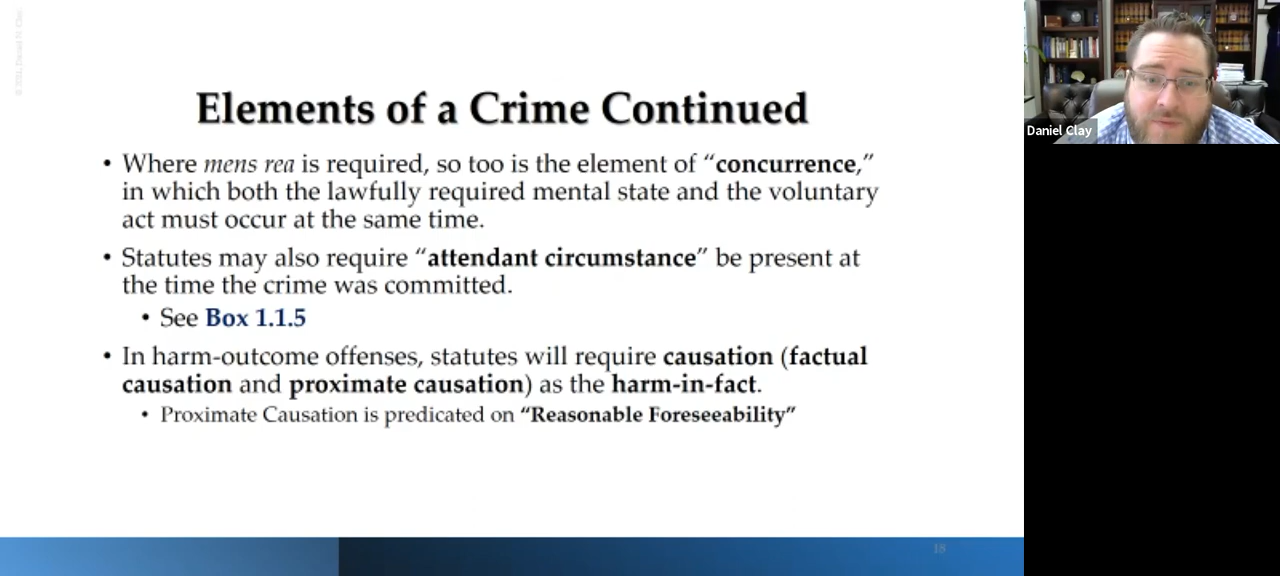 © 2021, Daniel M. Clay
Elements of a Crime Continued
• Where mens rea is required, so too is the element of “concurrence,”
in which both the lawfully required mental state and the voluntary
act must occur at the same time.
• Statutes may also require “attendant circumstance” be present at
the time the crime was committed.
• See Box 1.1.5
• In harm-outcome offenses, statutes will require causation (factual
causation and proximate causation) as the harm-in-fact.
• Proximate Causation is predicated on “Reasonable Foreseeability”
18
Daniel Clay